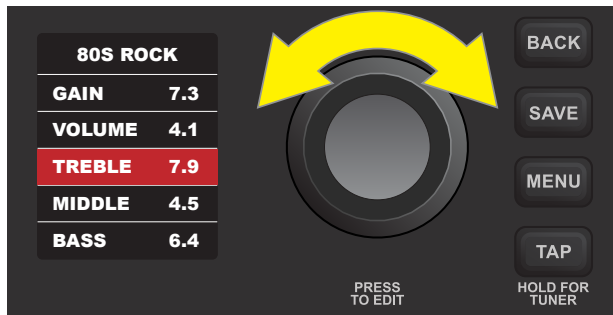 80S ROCK
GAIN 7.3
VOLUME 4.1
TREBLE 7.9
MIDDLE 4.5
BASS 6.4
PRESS
TO EDIT
BACK
SAVE
MENU
TAP
HOLD FOR
TUNER